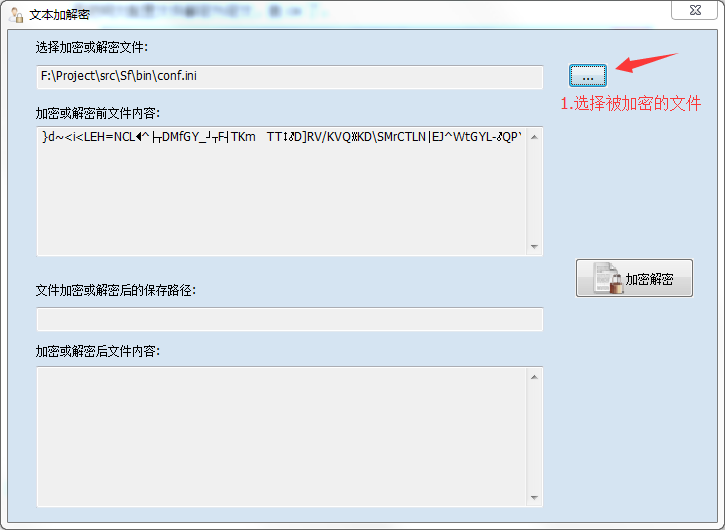 文本加解密
选择加密或解密文件:
F:\Project\src\Sf\bin\conf.ini
...
1.选择被加密的文件
加密或解密前文件内容:
加密解密
文件加密或解密后的保存路径:
加密或解密后文件内容: